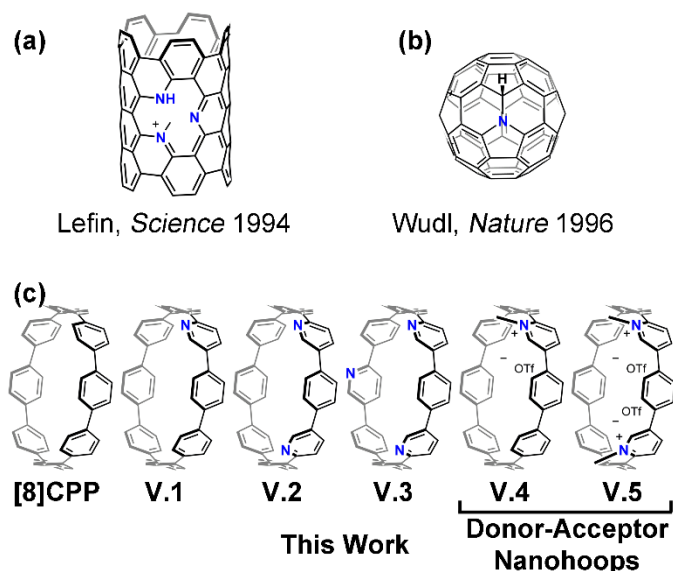 (a)
(b)
NH
N
+
N
H
N
Lefin, Science 1994
Wudl, Nature 1996
(c)
N
N
N
N
+
N
+
−
OTf
−
OTf
N
−
OTf
N
N
−
+
N
[8]CPP
V.1
V.2
V.3
V.4
V.5
This Work
Donor-Acceptor
Nanohoops